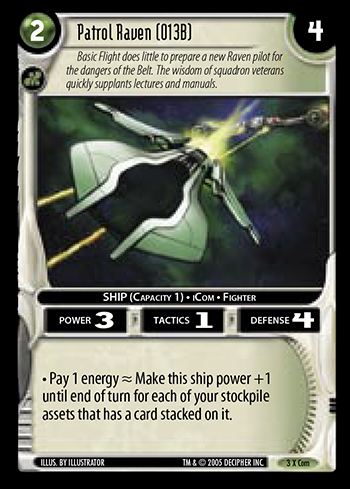 2 Patrol Raven (013B) 4
Basic Flight does little to prepare a new Raven pilot for
the dangers of the Belt. The wisdom of squadron veterans
quickly supplants lectures and manuals.
SHIP (Capacity 1) • iCom • Fighter
POWER 3 TACTICS 1 DEFENSE 4
• Pay 1 energy ≈ Make this ship power +1
until end of turn for each of your stockpile
assets that has a card stacked on it.
ILLUS. BY ILLUSTRATOR TM & © 2005 DECIPHER INC. 3 X Com